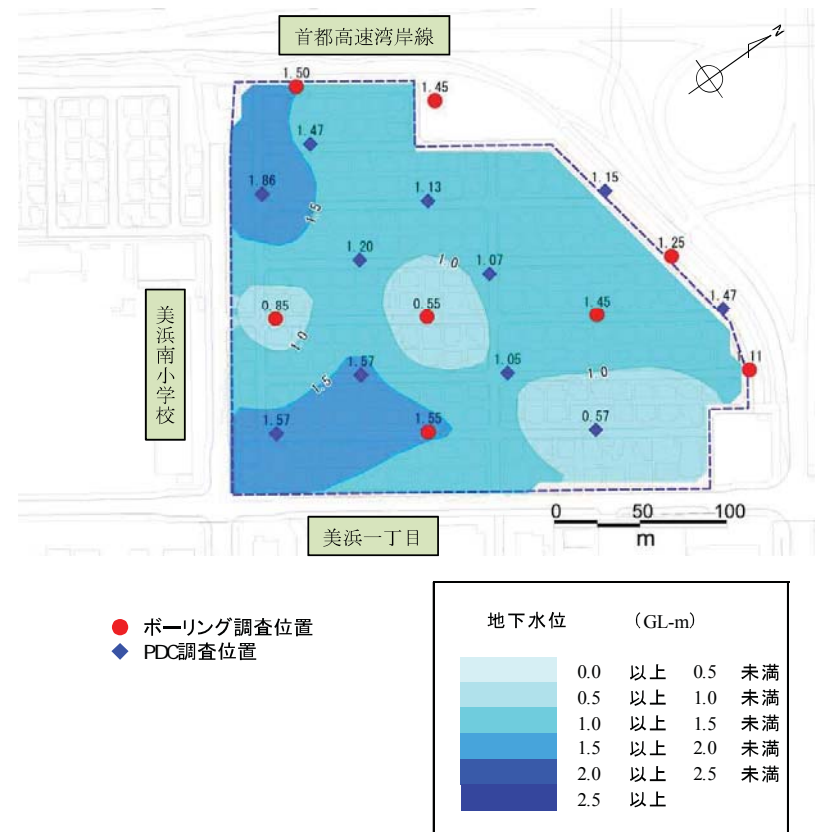 首都高速湾岸線
N
1.50
1.45
1.47
1.86
1.15
1.13
1.5
1.25
1.20
1.0
1.07
1.47
0.85
0.55
1.45
美浜南小学校
1.0
1.11
1.57
1.05
1.0
1.5
1.57
1.55
0.57
0 50 100
m
美浜一丁目
ボーリング調査位置
PDC調査位置
地下水位 (GL-m)
0.0 以上 0.5 未満
0.5 以上 1.0 未満
1.0 以上 1.5 未満
1.5 以上 2.0 未満
2.0 以上 2.5 未満
2.5 以上